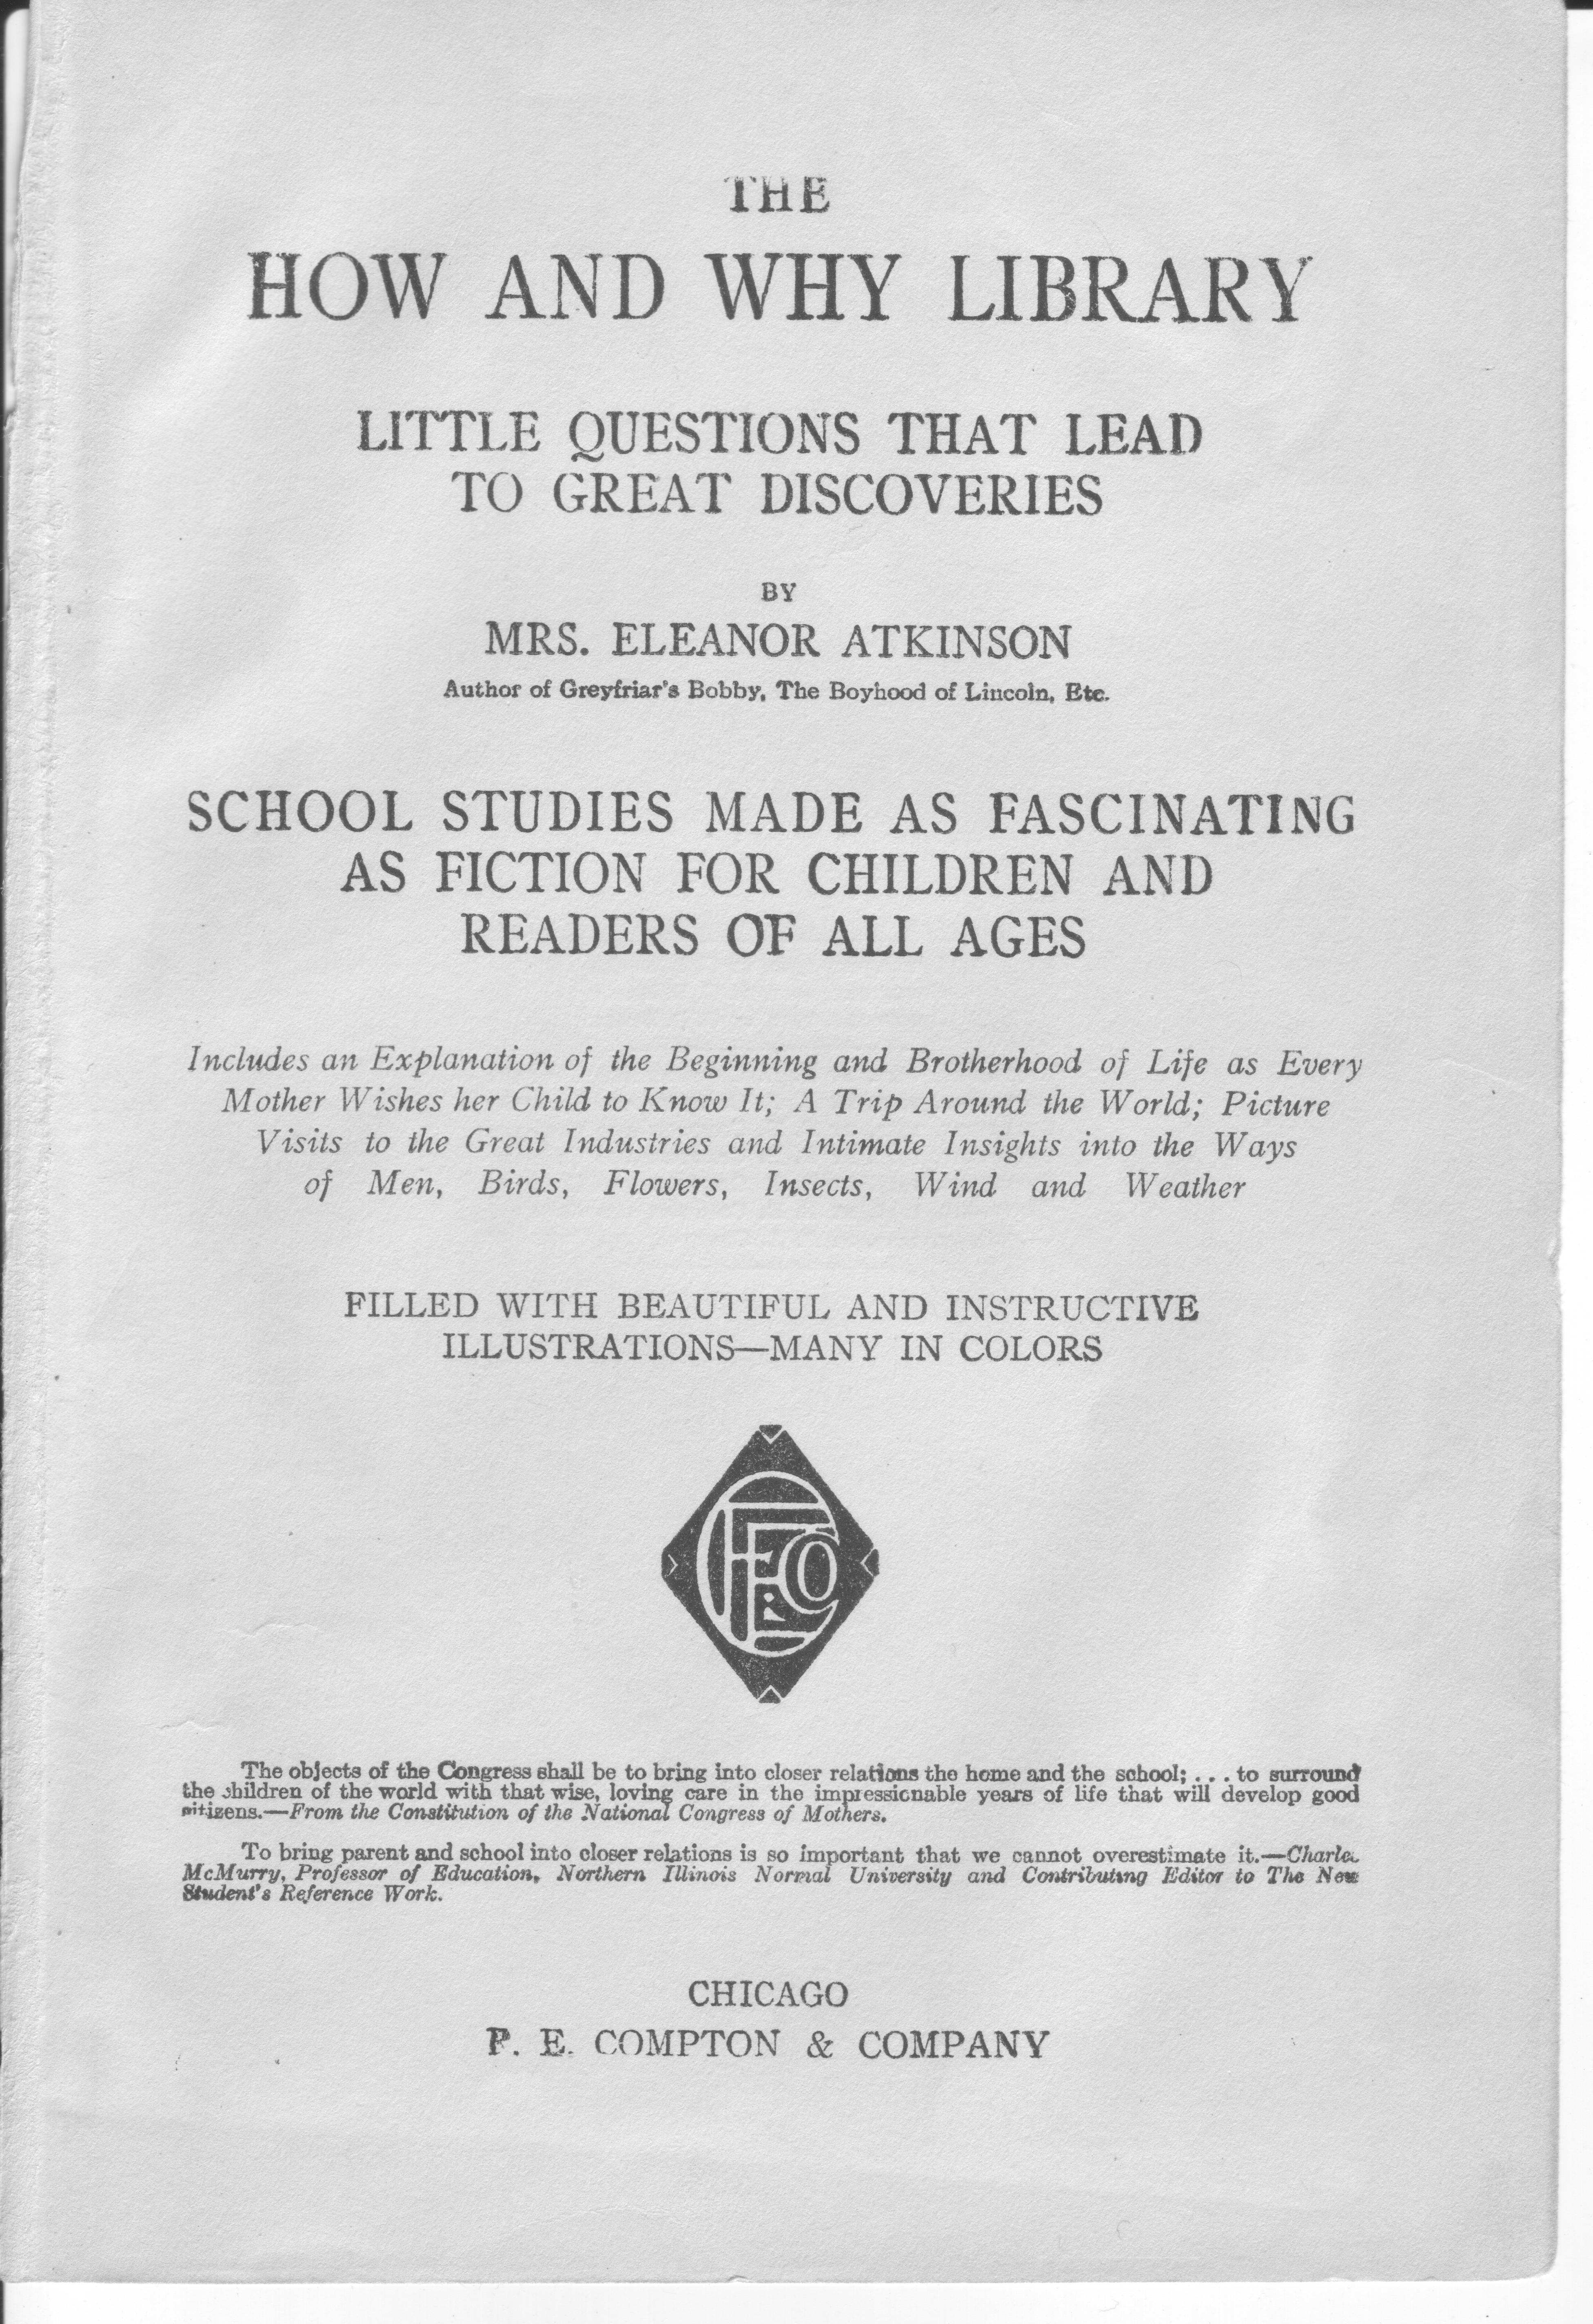 THE
HOW AND WHY LIBRARY
LITTLE QUESTIONS THAT LEAD
TO GREAT DISCOVERIES
BY
MRS. ELEANOR ATKINSON
Author of Greyfriar's Bobby, The Boyhood of Lincoln, Etc.
SCHOOL STUDIES MADE AS FASCINATING
AS FICTION FOR CHILDREN AND
READERS OF ALL AGES
Includes an Explanation of the Beginning and Brotherhood of Life as Every
Mother Wishes her Child to Know It; A Trip Around the World; Picture
Visits to the Great Industries and Intimate Insights into the Ways
of Men, Birds, Flowers, Insects, Wind and Weather
FILLED WITH BEAUTIFUL AND INSTRUCTIVE
ILLUSTRATIONS—MANY IN COLORS
The objects of the Congress shall be to bring into closer relations the home and the school; . . . to surround
the children of the world with that wise, loving care in the impressionable years of life that will develop good
citizens.—From the Constitution of the National Congress of Mothers.
To bring parent and school into closer relations is so important that we cannot overestimate it.—Charles
McMurry, Professor of Education, Northern Illinois Normal University and Contributing Editor to The New
Student's Reference Work.
CHICAGO
F. E. COMPTON & COMPANY